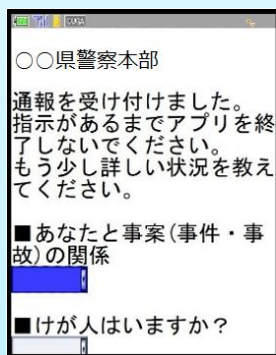 ○○県警察本部
通報を受け付けました。
指示があるまでアプリを終
了しないでください。
もう少し詳しい状況を教え
てください。
■あなたと事案(事件・事
故)の関係
■けが人はいますか？